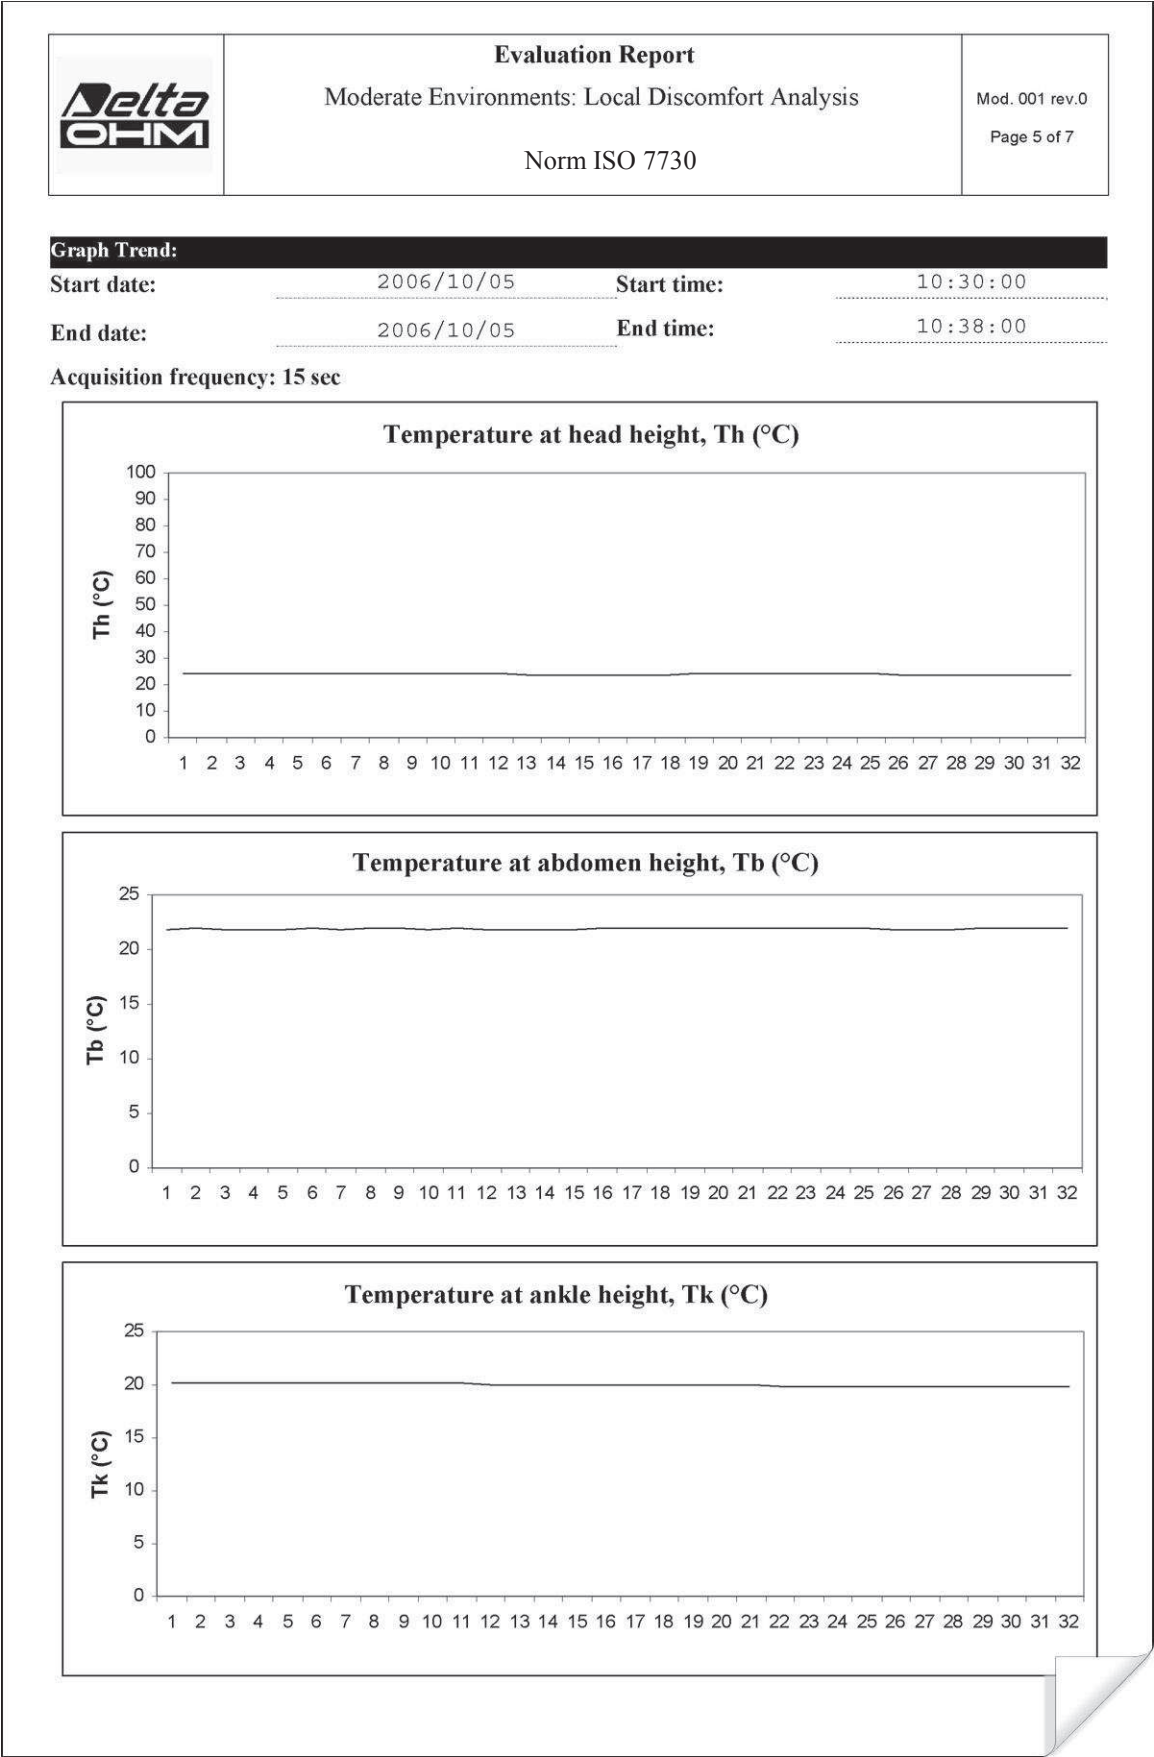 Delta
OHM
Evaluation Report
Moderate Environments: Local Discomfort Analysis
Norm ISO 7730
Mod. 001 rev.0
Page 5 of 7
Graph Trend:
Start date: 2006/10/05 Start time: 10:30:00
End date: 2006/10/05 End time: 10:38:00
Acquisition frequency: 15 sec
Temperature at head height, Th (°C)
100
90
80
70
60
50
40
30
20
10
0
Th (°C)
1 2 3 4 5 6 7 8 9 10 11 12 13 14 15 16 17 18 19 20 21 22 23 24 25 26 27 28 29 30 31 32
Temperature at abdomen height, Tb (°C)
25
20
15
10
5
0
Tb (°C)
1 2 3 4 5 6 7 8 9 10 11 12 13 14 15 16 17 18 19 20 21 22 23 24 25 26 27 28 29 30 31 32
Temperature at ankle height, Tk (°C)
25
20
15
10
5
0
Tk (°C)
1 2 3 4 5 6 7 8 9 10 11 12 13 14 15 16 17 18 19 20 21 22 23 24 25 26 27 28 29 30 31 32